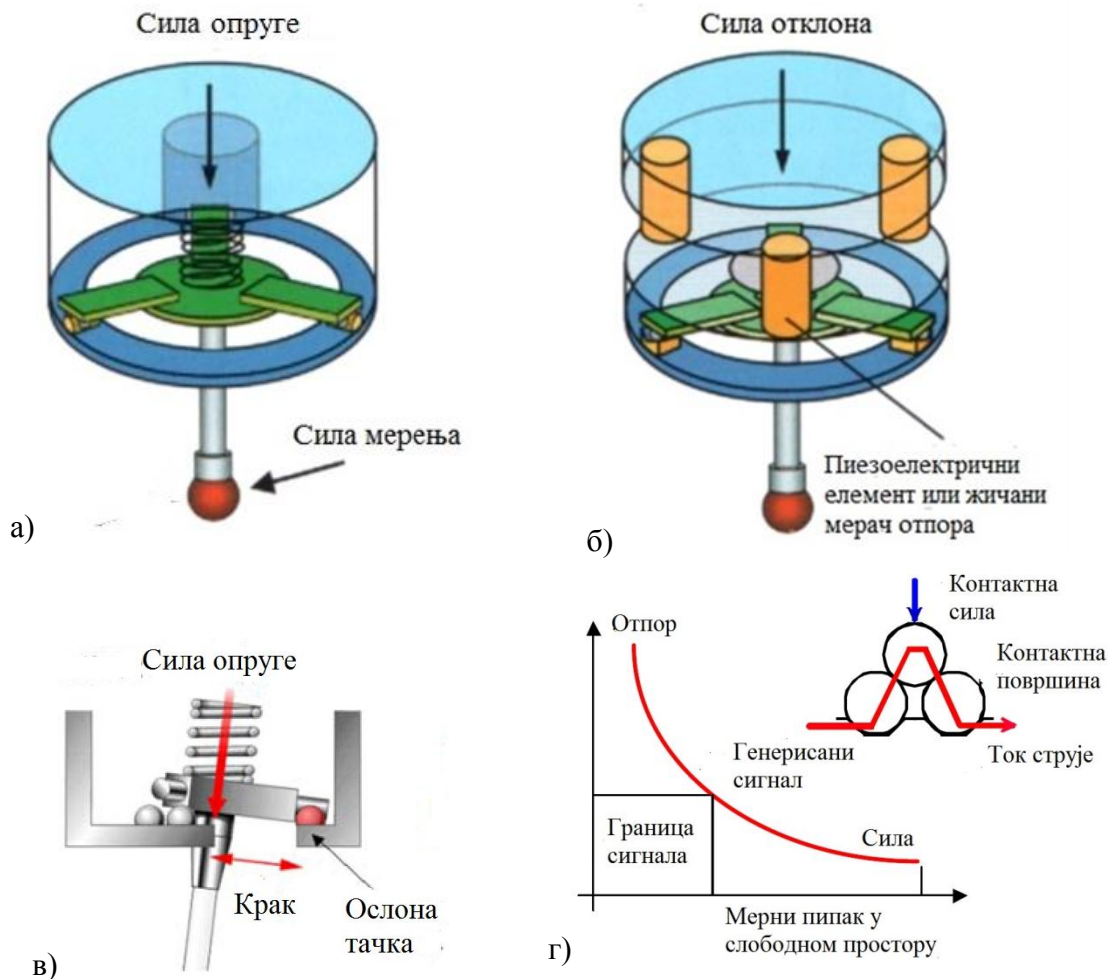 Сила опруге
Сила мерења
а)
Сила отклона
Пиезоелектрични
елемент или жичани
мерач отпора
б)
Сила опруге
Крак
Ослона
тачка
в)
Отпор
Контактна
сила
Контактна
површина
Ток струје
Генерисани
сигнал
Граница
сигнала
Сила
Мерни пипак у
слободном простору
г)